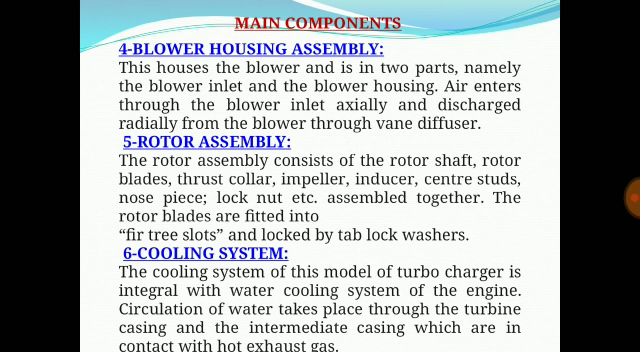 MAIN COMPONENTS
4-BLOWER HOUSING ASSEMBLY:
This houses the blower and is in two parts, namely
the blower inlet and the blower housing. Air enters
through the blower inlet axially and discharged
radially from the blower through vane diffuser.
5-ROTOR ASSEMBLY:
The rotor assembly consists of the rotor shaft, rotor
blades, thrust collar, impeller, inducer, centre studs,
nose piece; lock nut etc. assembled together. The
rotor blades are fitted into
“fir tree slots” and locked by tab lock washers.
6-COOLING SYSTEM:
The cooling system of this model of turbo charger is
integral with water cooling system of the engine.
Circulation of water takes place through the turbine
casing and the intermediate casing which are in
contact with hot exhaust gas.